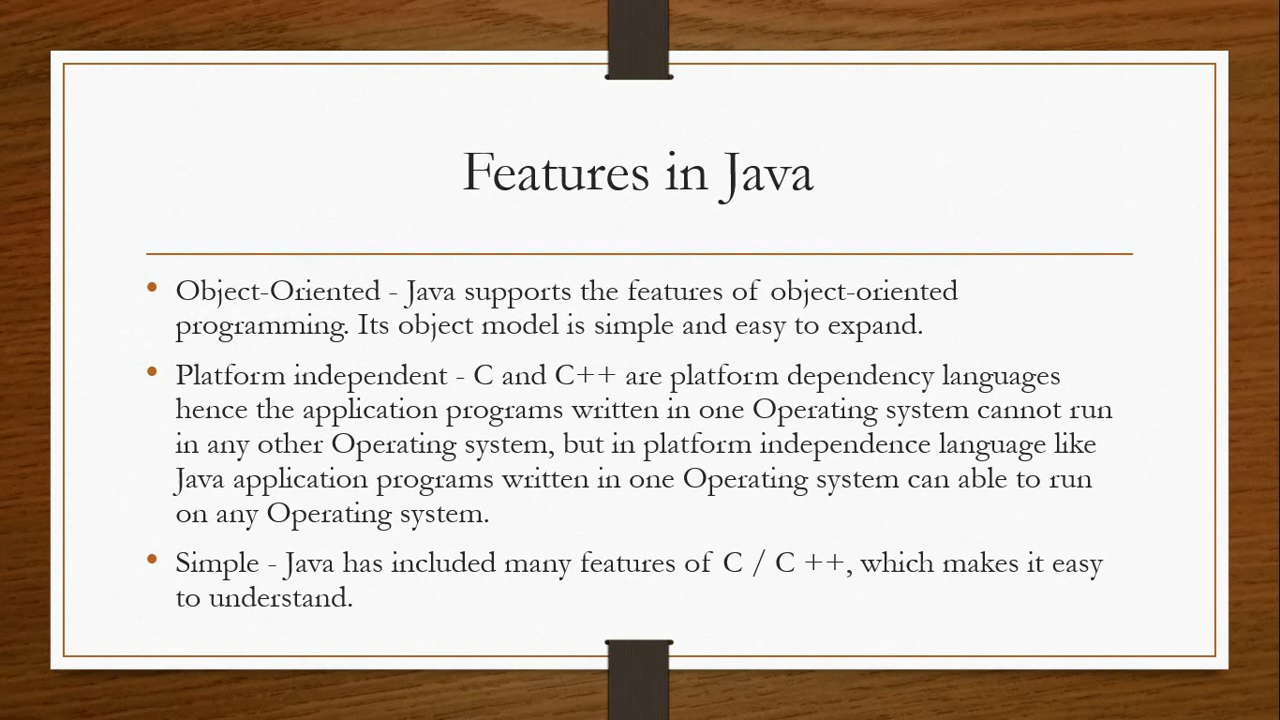 Features in Java
• Object-Oriented - Java supports the features of object-oriented
programming. Its object model is simple and easy to expand.
• Platform independent - C and C++ are platform dependency languages
hence the application programs written in one Operating system cannot run
in any other Operating system, but in platform independence language like
Java application programs written in one Operating system can able to run
on any Operating system.
• Simple - Java has included many features of C / C ++, which makes it easy
to understand.